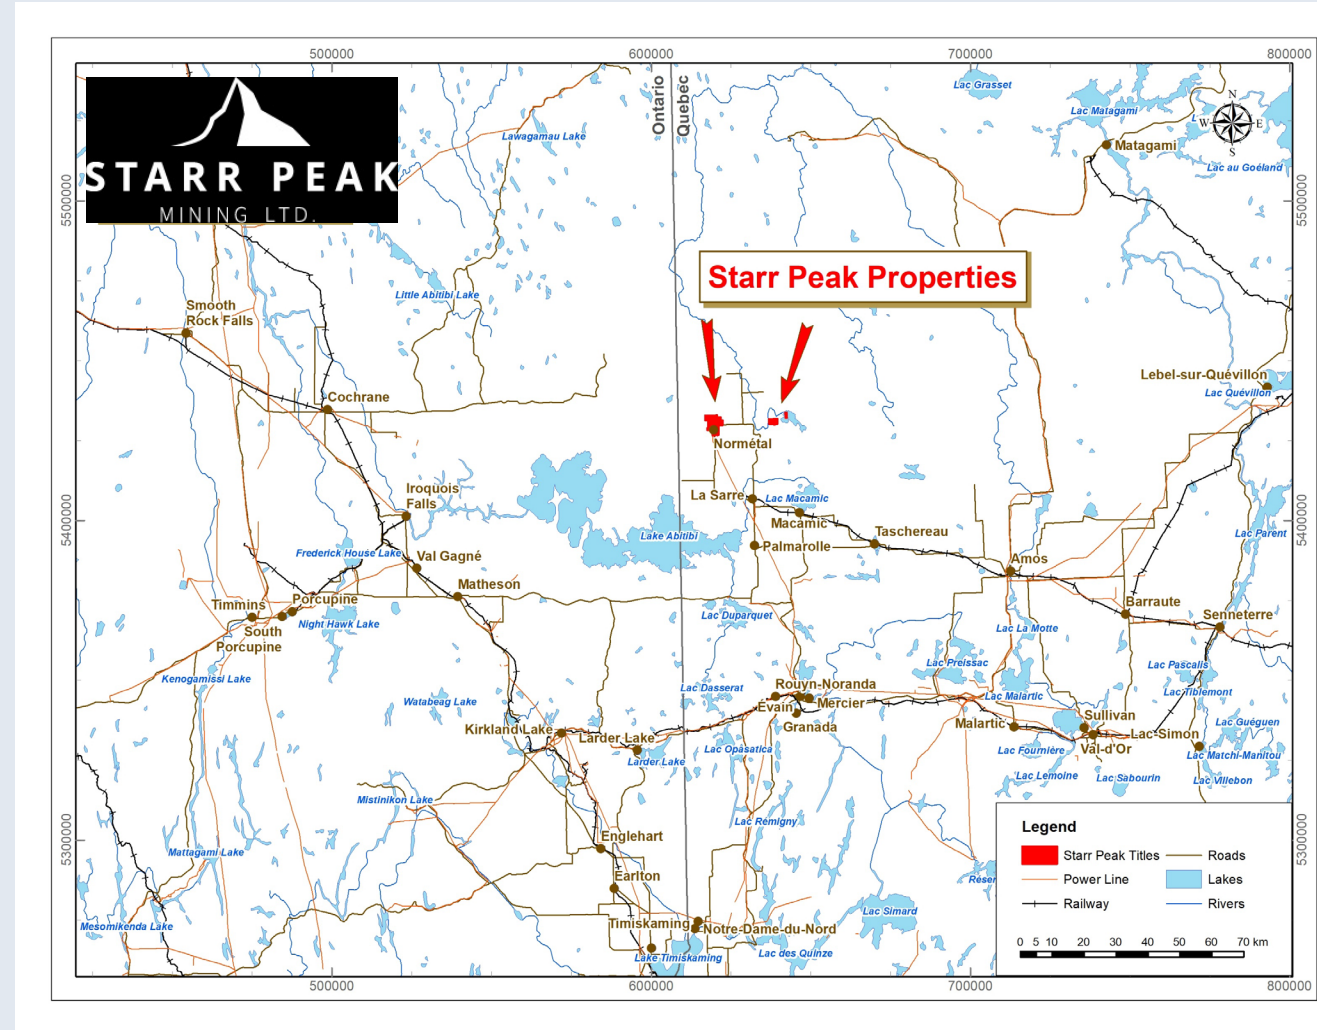 500000
600000
700000
800000
STARR PEAK
MINING LTD.
Ontario
Quebéc
Lac Grasset
Lac Matagami
N
W
E
S
Lawagamau Lake
Matagami
Lac au Goéland
5500000
5500000
Starr Peak Properties
Little Abitibi Lake
Smooth
Rock Falls
Lebel-sur-Quévillon
Lac Quévillon
Cochrane
Normétal
Iroquois
Falls
La Sarre
Lac Macamic
Macamic
Taschereau
5400000
5400000
Lake Abitibi
Lac Parent
Palmarolle
Frederick House Lake
Val Gagné
Amos
Matheson
Timmins
Porcupine
South
Porcupine
Night Hawk Lake
Lac Duparquet
Barraute
Senneterre
Lac La Motte
Kenogamissi Lake
Lac Preissac
Lac Pascalis
Watabeag Lake
Lac Dasserat
Rouyn-Noranda
Évain
Mercier
Granada
Lac Malartic
Lac Tiblemont
Malartic
Sullivan
Lac Guéguen
Kirkland Lake
Larder Lake
Larder Lake
Lac Opasatica
Lac-Simon
Val-d'Or
Lac Fournière
Lac Matchi-Manitou
Lac Lemoine
Lac Sabourin
Lac Villebon
Mistinikon Lake
Lac Rémigny
5300000
5300000
Englehart
Mattagami Lake
Earlton
Réser
Mesomikenda Lake
Timiskaming
Notre-Dame-du-Nord
Lac Simard
Lake Timiskaming
Lac des Quinze
Legend
Starr Peak Titles
Roads
Power Line
Lakes
Railway
Rivers
0 5 10 20 30 40 50 60 70 km
500000
600000
700000
800000